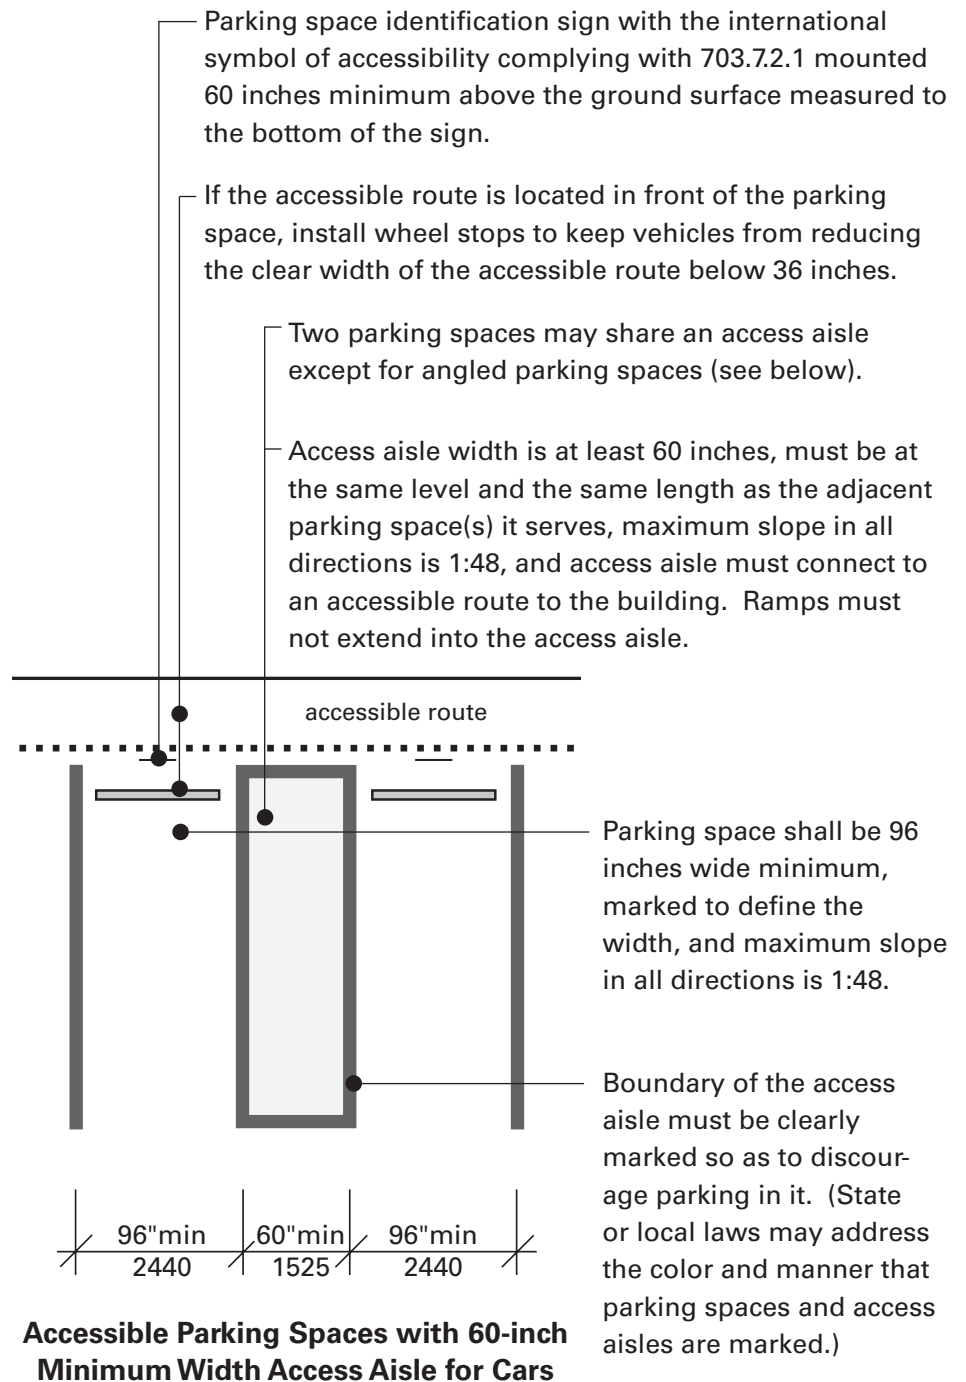 Parking space identification sign with the international
symbol of accessibility complying with 703.7.2.1 mounted
60 inches minimum above the ground surface measured to
the bottom of the sign.
If the accessible route is located in front of the parking
space, install wheel stops to keep vehicles from reducing
the clear width of the accessible route below 36 inches.
Two parking spaces may share an access aisle
except for angled parking spaces (see below).
Access aisle width is at least 60 inches, must be at
the same level and the same length as the adjacent
parking space(s) it serves, maximum slope in all
directions is 1:48, and access aisle must connect to
an accessible route to the building.  Ramps must
not extend into the access aisle.
accessible route
Parking space shall be 96
inches wide minimum,
marked to define the
width, and maximum slope
in all directions is 1:48.
Boundary of the access
aisle must be clearly
marked so as to discour-
age parking in it.  (State
or local laws may address
the color and manner that
parking spaces and access
aisles are marked.)
96"min 60"min 96"min
2440 1525 2440
Accessible Parking Spaces with 60-inch
Minimum Width Access Aisle for Cars